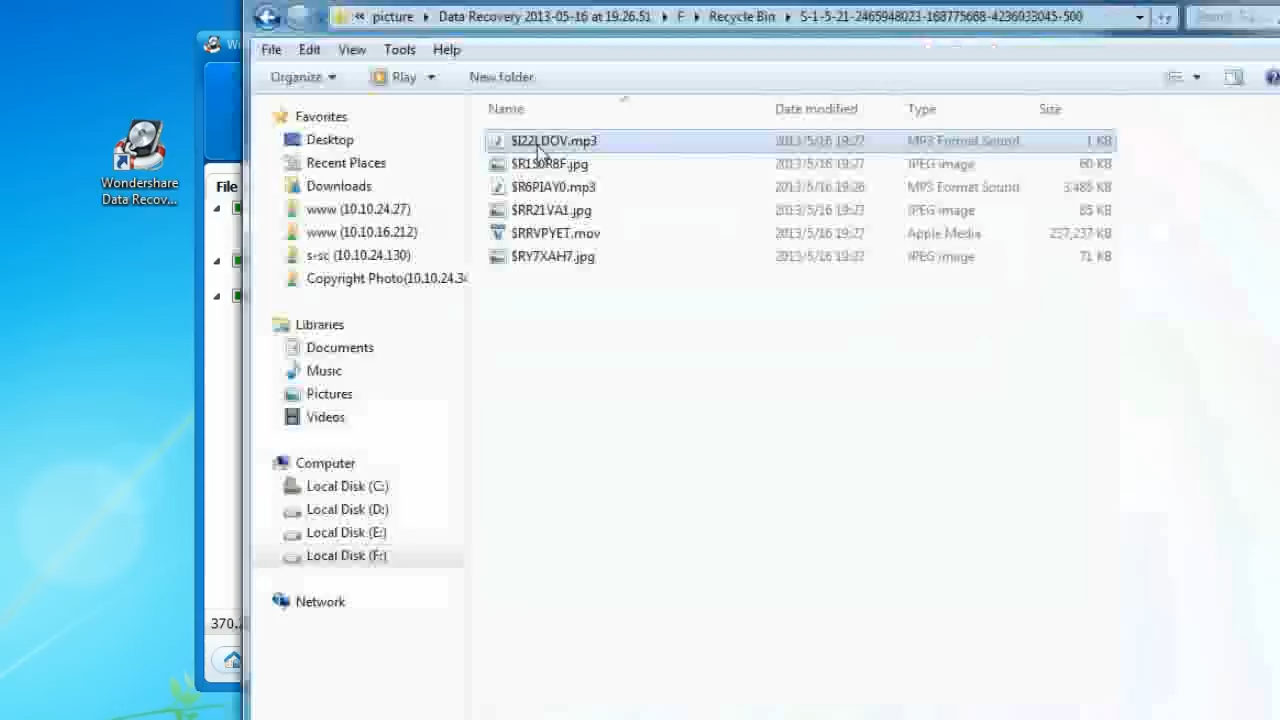 picture ▸ Data Recovery 2013-05-16 at 19.26.51 ▸ F ▸ Recycle Bin ▸ S-1-5-21-2465948023-168775668-4236033045-500
File Edit View Tools Help
Organize Play New folder
Name Date modified Type Size
Favorites
Desktop
Recent Places
Downloads
www (10.10.24.27)
www (10.10.16.212)
s-sc (10.10.24.130)
Copyright Photo(10.10.24.3
Libraries
Documents
Music
Pictures
Videos
Computer
Local Disk (C:)
Local Disk (D:)
Local Disk (E:)
Local Disk (F:)
Network
$I22LDOV.mp3 2013/5/16 19:27 MP3 Format Sound 1 KB
2013/5/16 19:27 JPEG image 60 KB
$R6PIAY0.mp3 2013/5/16 19:26 MP3 Format Sound 3,485 KB
$RR21VA1.jpg 2013/5/16 19:27 JPEG image 85 KB
$RRVPYET.mov 2013/5/16 19:27 Apple Media 237,237 KB
$RY7XAH7.jpg 2013/5/16 19:27 JPEG image 71 KB
Wondershare
Data Recov...
Wo
File
370.